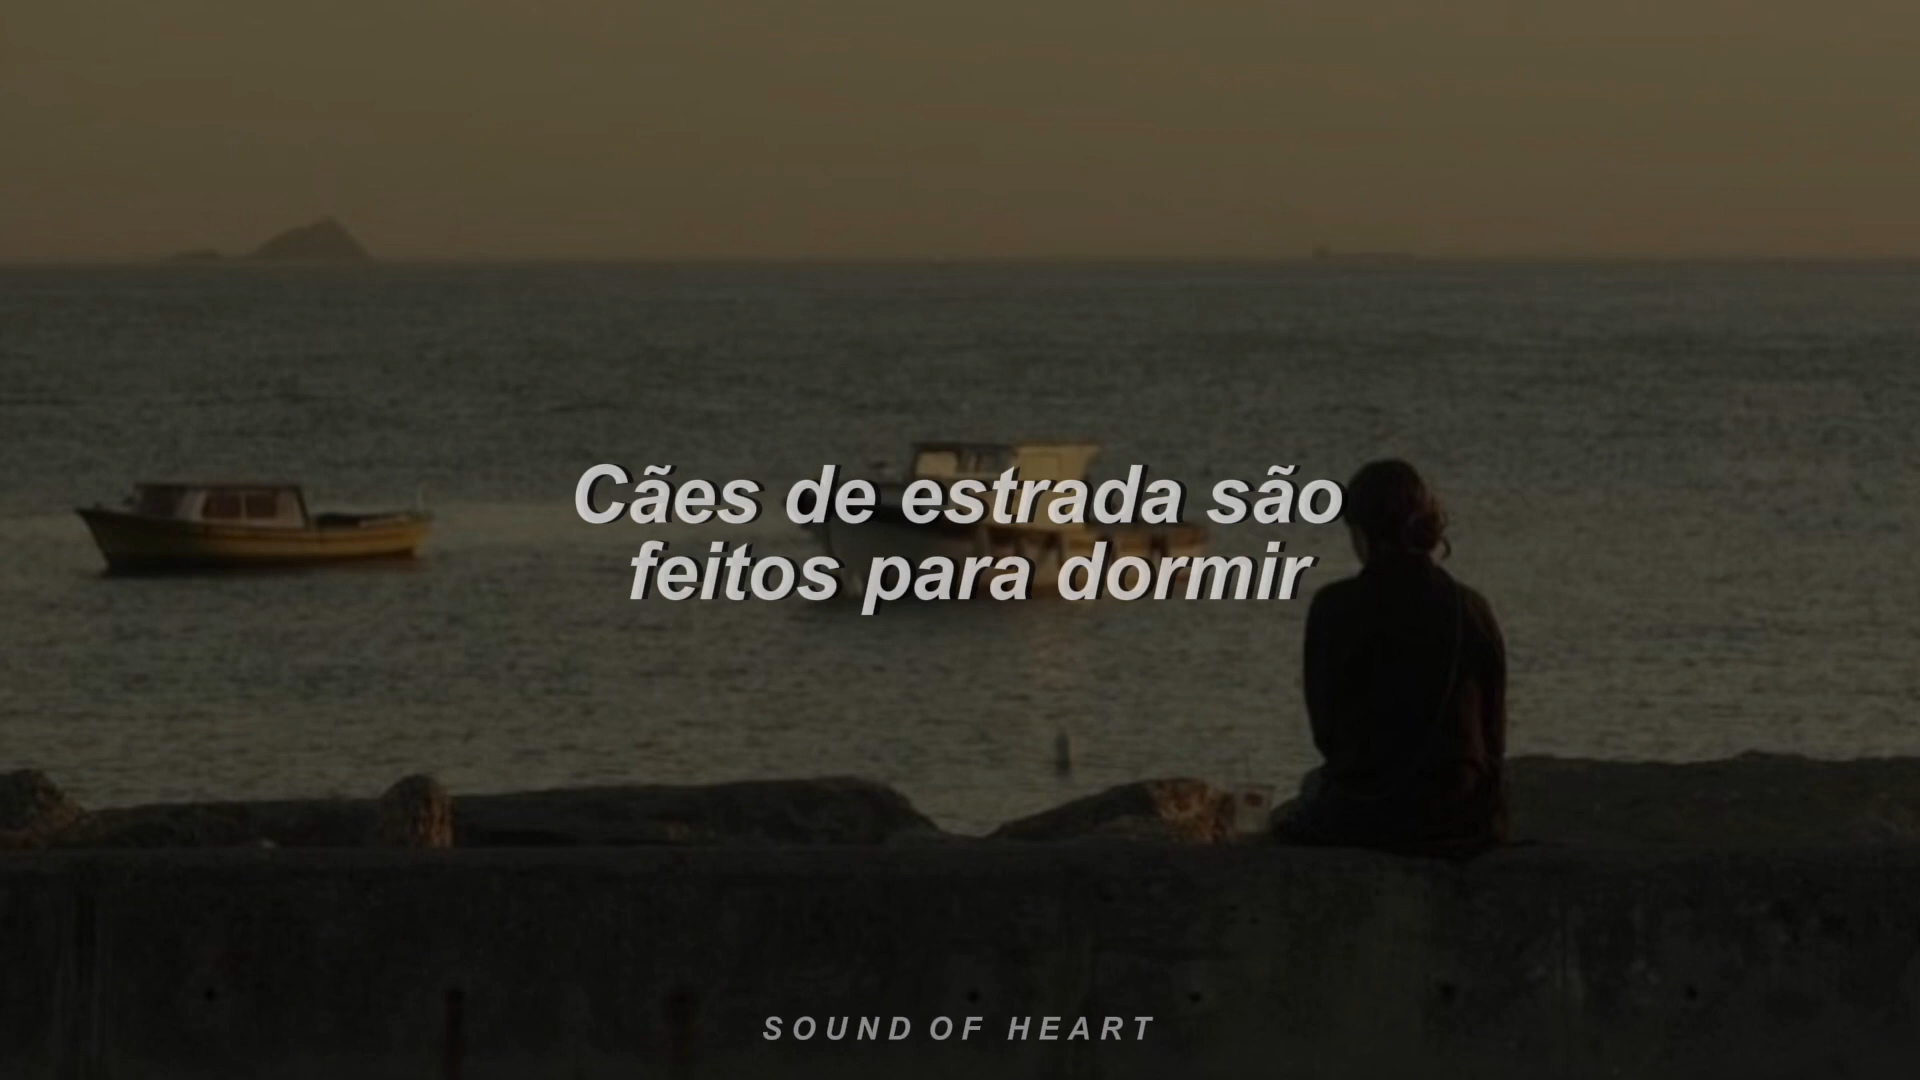 Cães de estrada são
feitos para dormir
SOUND OF HEART